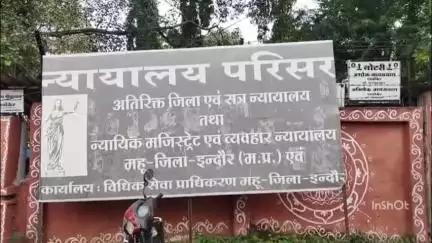 न्यायालय परिसर
अतिरिक्त जिला एवं सत्र न्यायालय
तथा
न्यायिक मजिस्ट्रेट एवं व्यवहार न्यायालय
महू-जिला-इन्दौर (म.प्र.) एवं
कार्यालय : विधिक सेवा प्राधिकरण महू-जिला-इन्दौर
नोटरी
InShOt